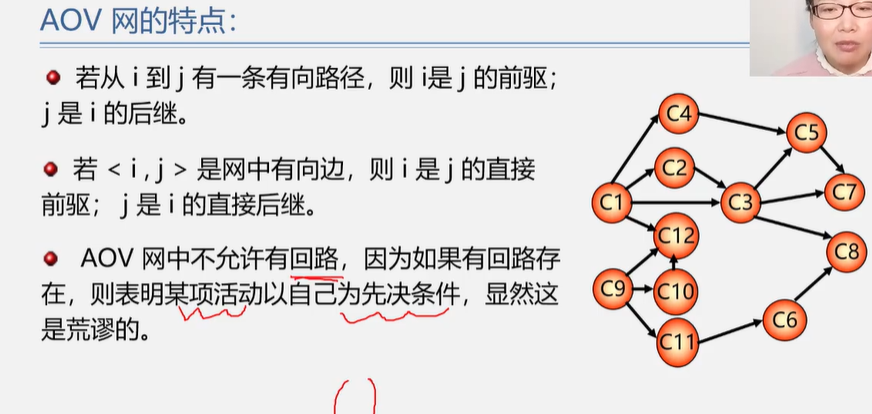 AOV 网的特点：
若从 i 到 j 有一条有向路径，则 i是 j 的前驱；
j 是 i 的后继。
若 < i , j > 是网中有向边，则 i 是 j 的直接
前驱； j 是 i 的直接后继。
AOV 网中不允许有回路，因为如果有回路存
在，则表明某项活动以自己为先决条件，显然这
是荒谬的。
C4
C5
C2
C7
C1
C3
C12
C8
C9
C10
C6
C11